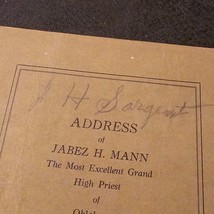 J H Sargent
ADDRESS
of
JABEZ H. MANN
The Most Excellent Grand
High Priest
of